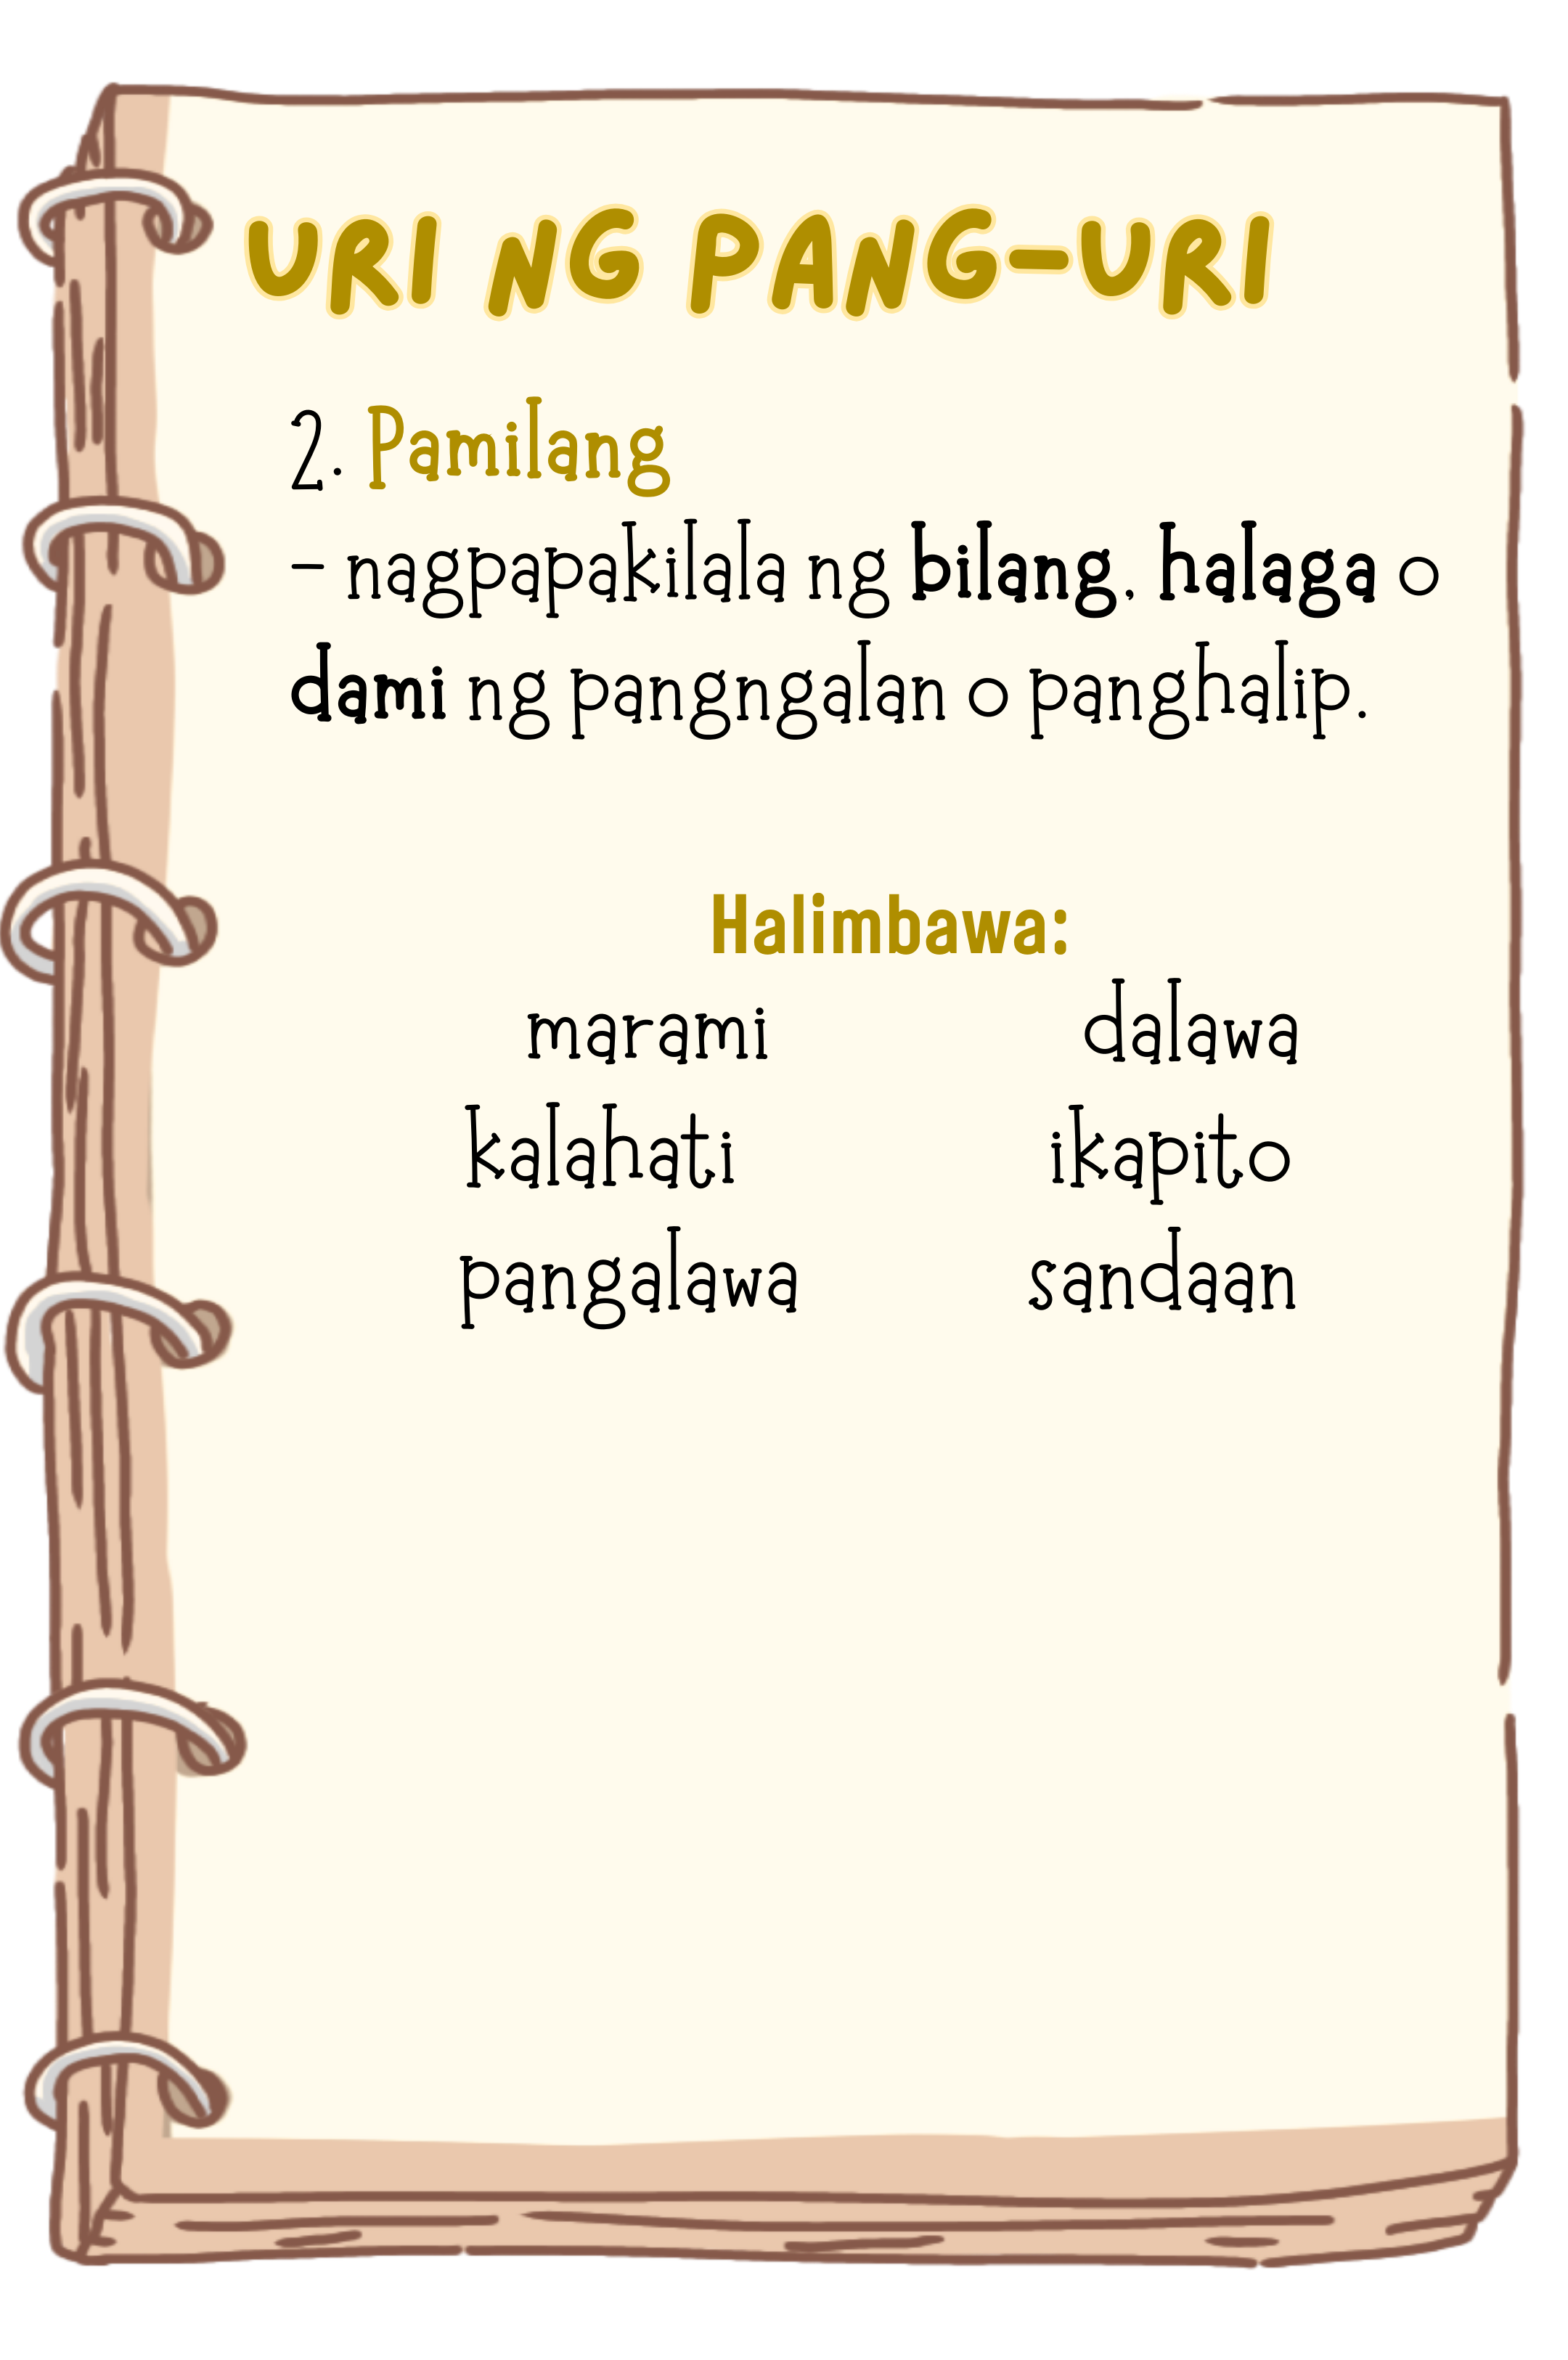 URI NG PANG-URI
2. Pamilang
- nagpapakilala ng bilang, halaga o
dami ng pangngalan o panghalip.
Halimbawa:
marami dalawa
kalahati ikapito
pangalawa sandaan